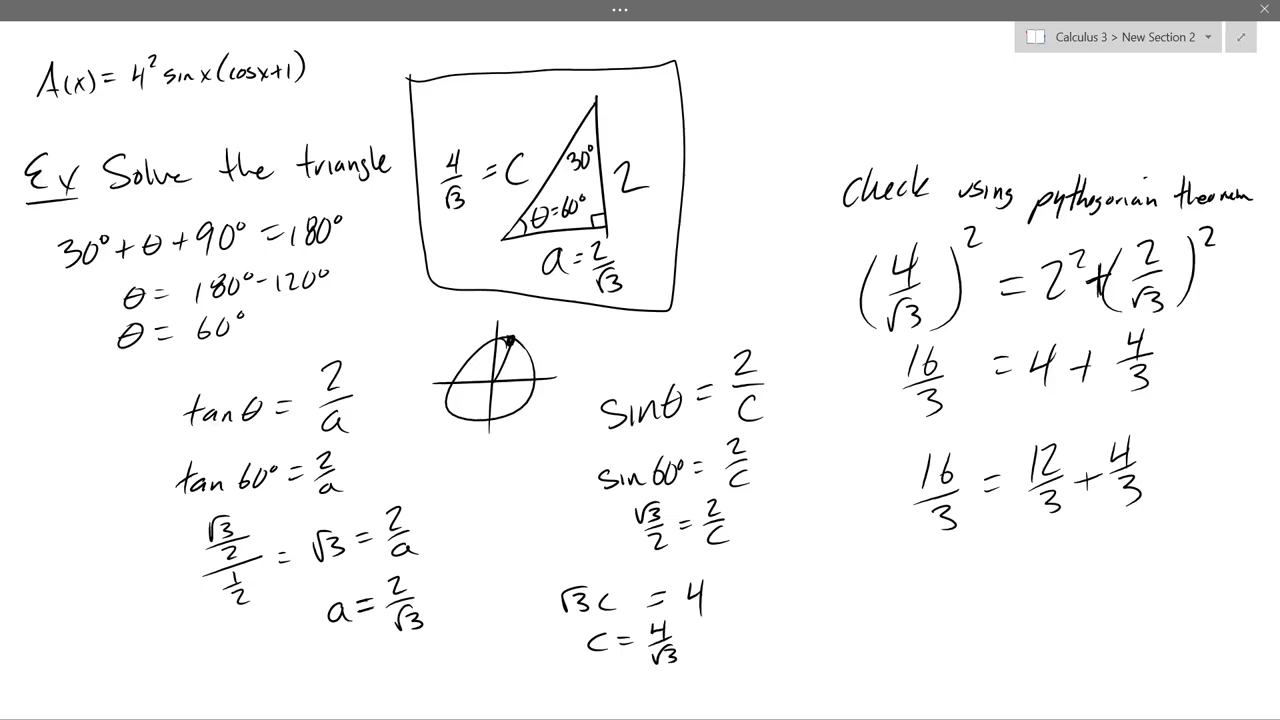 ...
Calculus 3 > New Section 2
A(x) = 4² sin x (cos x + 1)
Ex Solve the triangle
30° + θ + 90° = 180°
θ = 180° - 120°
θ = 60°
4/√3 = C
30°
2
θ = 60°
a = 2/√3
tan θ = 2/a
tan 60° = 2/a
(√3/2)/(1/2) = √3 = 2/a
a = 2/√3
sin θ = 2/C
sin 60° = 2/C
√3/2 = 2/C
√3 C = 4
C = 4/√3
Check using pythagorian theorem
(4/√3)² = 2² + (2/√3)²
16/3 = 4 + 4/3
16/3 = 12/3 + 4/3